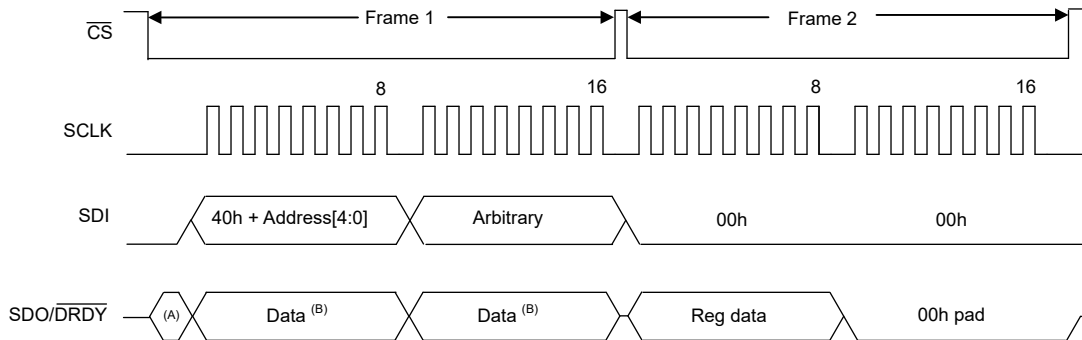 CS
Frame 1
Frame 2
8
16
8
16
SCLK
SDI
40h + Address[4:0]
Arbitrary
00h
00h
SDO/DRDY
(A)
Data (B)
Data (B)
Reg data
00h pad